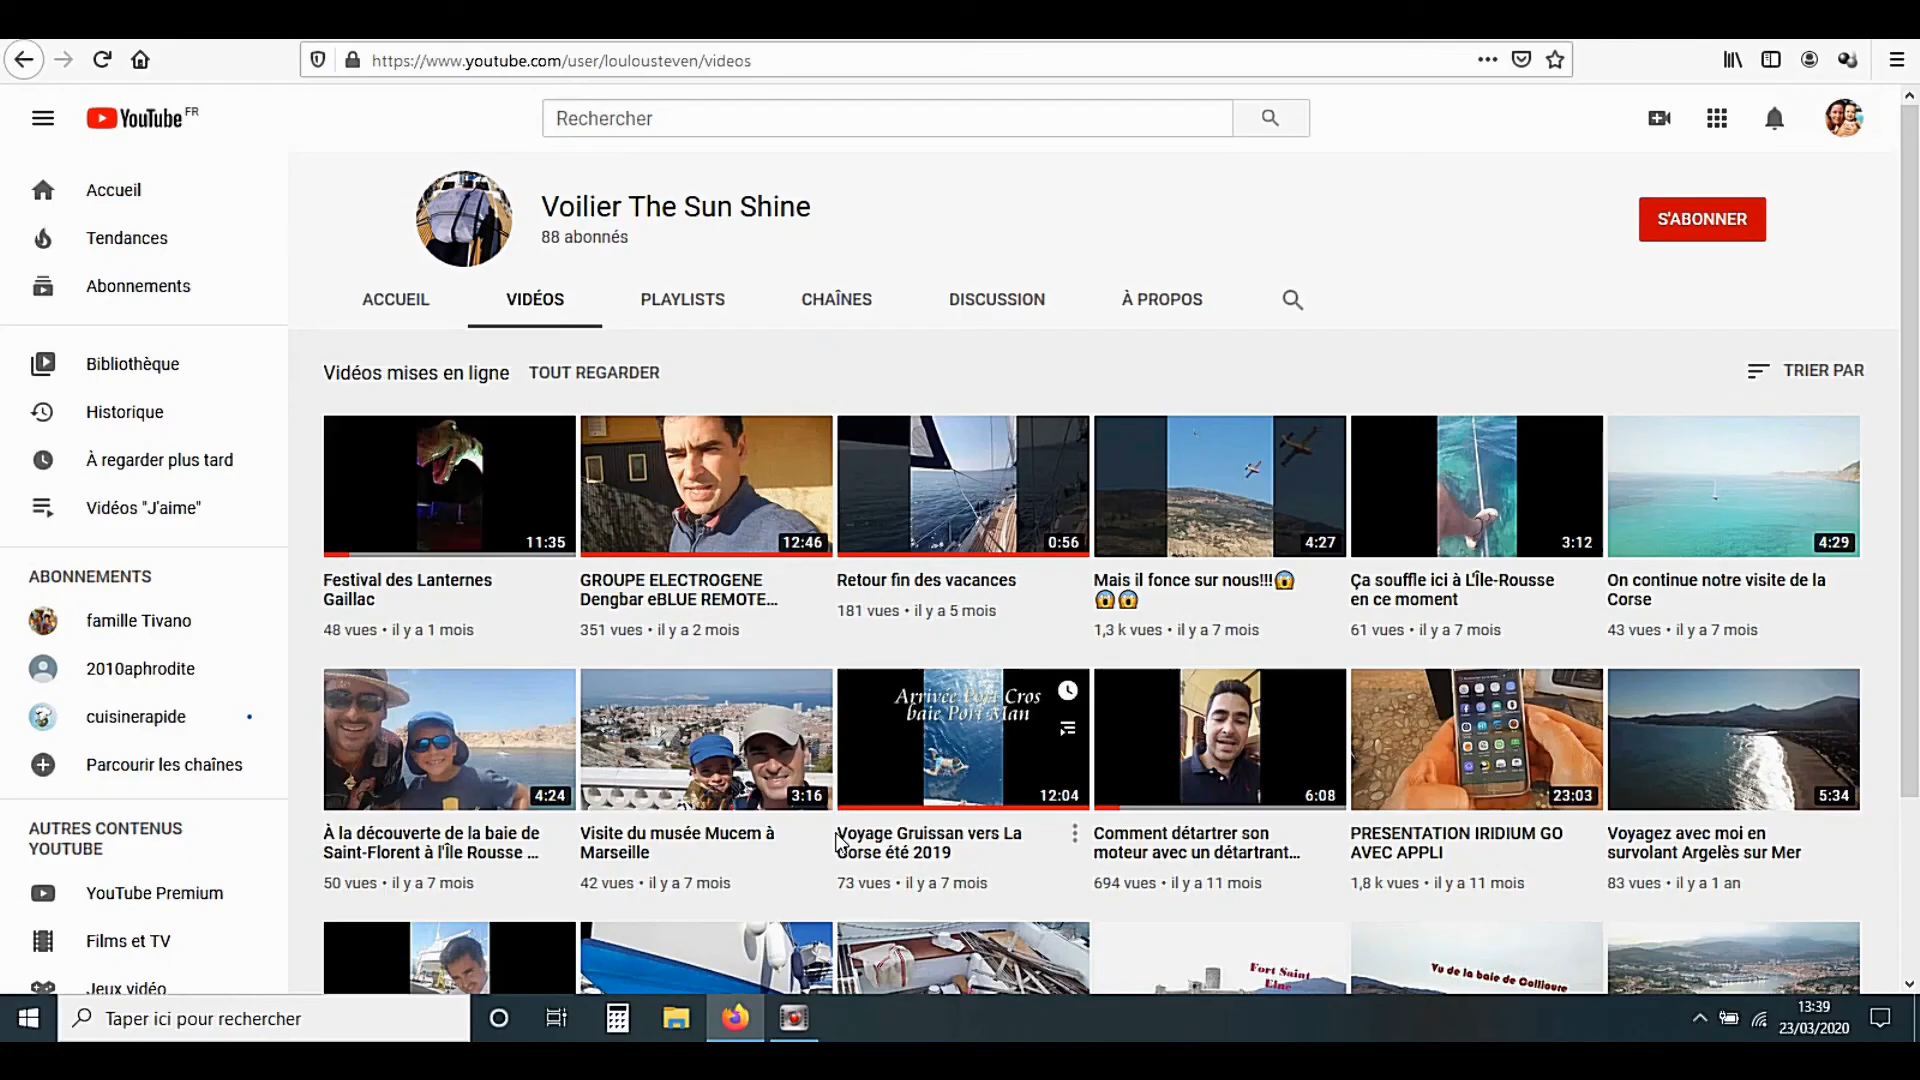 https://www.youtube.com/user/loulousteven/videos
YouTube FR
Rechercher
Accueil
Tendances
Abonnements
Bibliothèque
Historique
À regarder plus tard
Vidéos "J'aime"
ABONNEMENTS
famille Tivano
2010aphrodite
cuisinerapide
Parcourir les chaînes
AUTRES CONTENUS
YOUTUBE
YouTube Premium
Films et TV
Jeux vidéo
Voilier The Sun Shine
88 abonnés
S'ABONNER
ACCUEIL VIDÉOS PLAYLISTS CHAÎNES DISCUSSION À PROPOS
Vidéos mises en ligne TOUT REGARDER
TRIER PAR
11:35
Festival des Lanternes
Gaillac
48 vues • il y a 1 mois
12:46
GROUPE ELECTROGENE
Dengbar eBLUE REMOTE...
351 vues • il y a 2 mois
0:56
Retour fin des vacances
181 vues • il y a 5 mois
4:27
Mais il fonce sur nous!!!😱
😱😱
1,3 k vues • il y a 7 mois
3:12
Ça souffle ici à L'Île-Rousse
en ce moment
61 vues • il y a 7 mois
4:29
On continue notre visite de la
Corse
43 vues • il y a 7 mois
4:24
À la découverte de la baie de
Saint-Florent à l'Île Rousse ...
50 vues • il y a 7 mois
3:16
Visite du musée Mucem à
Marseille
42 vues • il y a 7 mois
Arrivée Port Cros
baie Port Man
12:04
Voyage Gruissan vers La
Corse été 2019
73 vues • il y a 7 mois
6:08
Comment détartrer son
moteur avec un détartrant...
694 vues • il y a 11 mois
23:03
PRESENTATION IRIDIUM GO
AVEC APPLI
1,8 k vues • il y a 11 mois
5:34
Voyagez avec moi en
survolant Argelès sur Mer
83 vues • il y a 1 an
Fort Saint
Elne
Vu de la baie de Collioure
Taper ici pour rechercher
13:39
23/03/2020